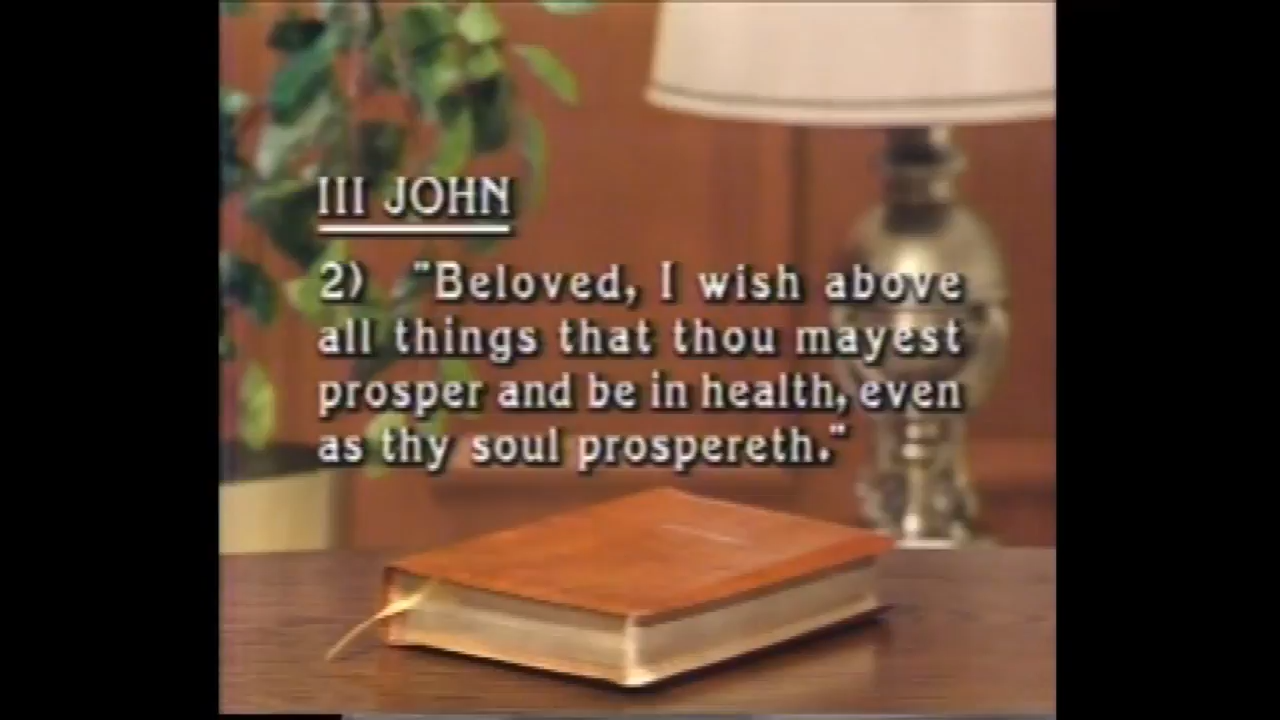 III JOHN
2) "Beloved, I wish above
all things that thou mayest
prosper and be in health, even
as thy soul prospereth."